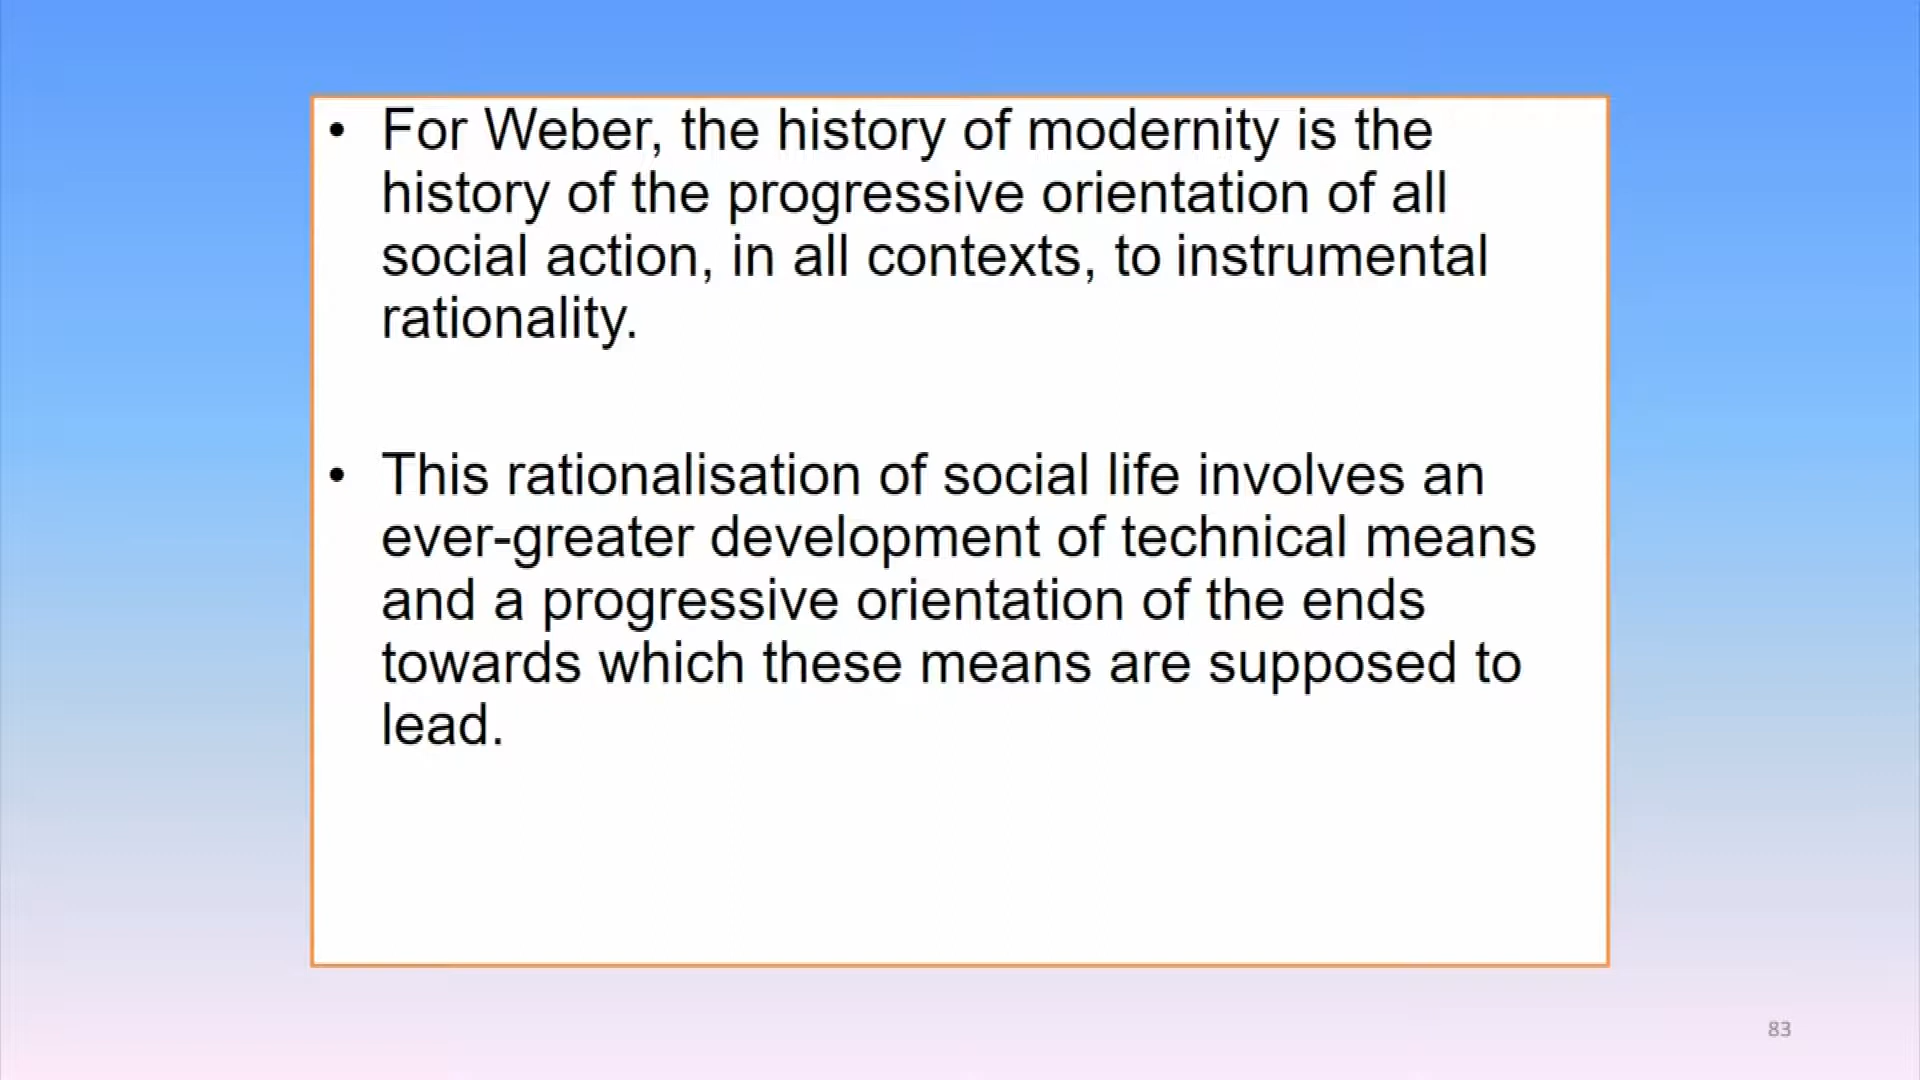 • For Weber, the history of modernity is the
history of the progressive orientation of all
social action, in all contexts, to instrumental
rationality.
• This rationalisation of social life involves an
ever-greater development of technical means
and a progressive orientation of the ends
towards which these means are supposed to
lead.
83